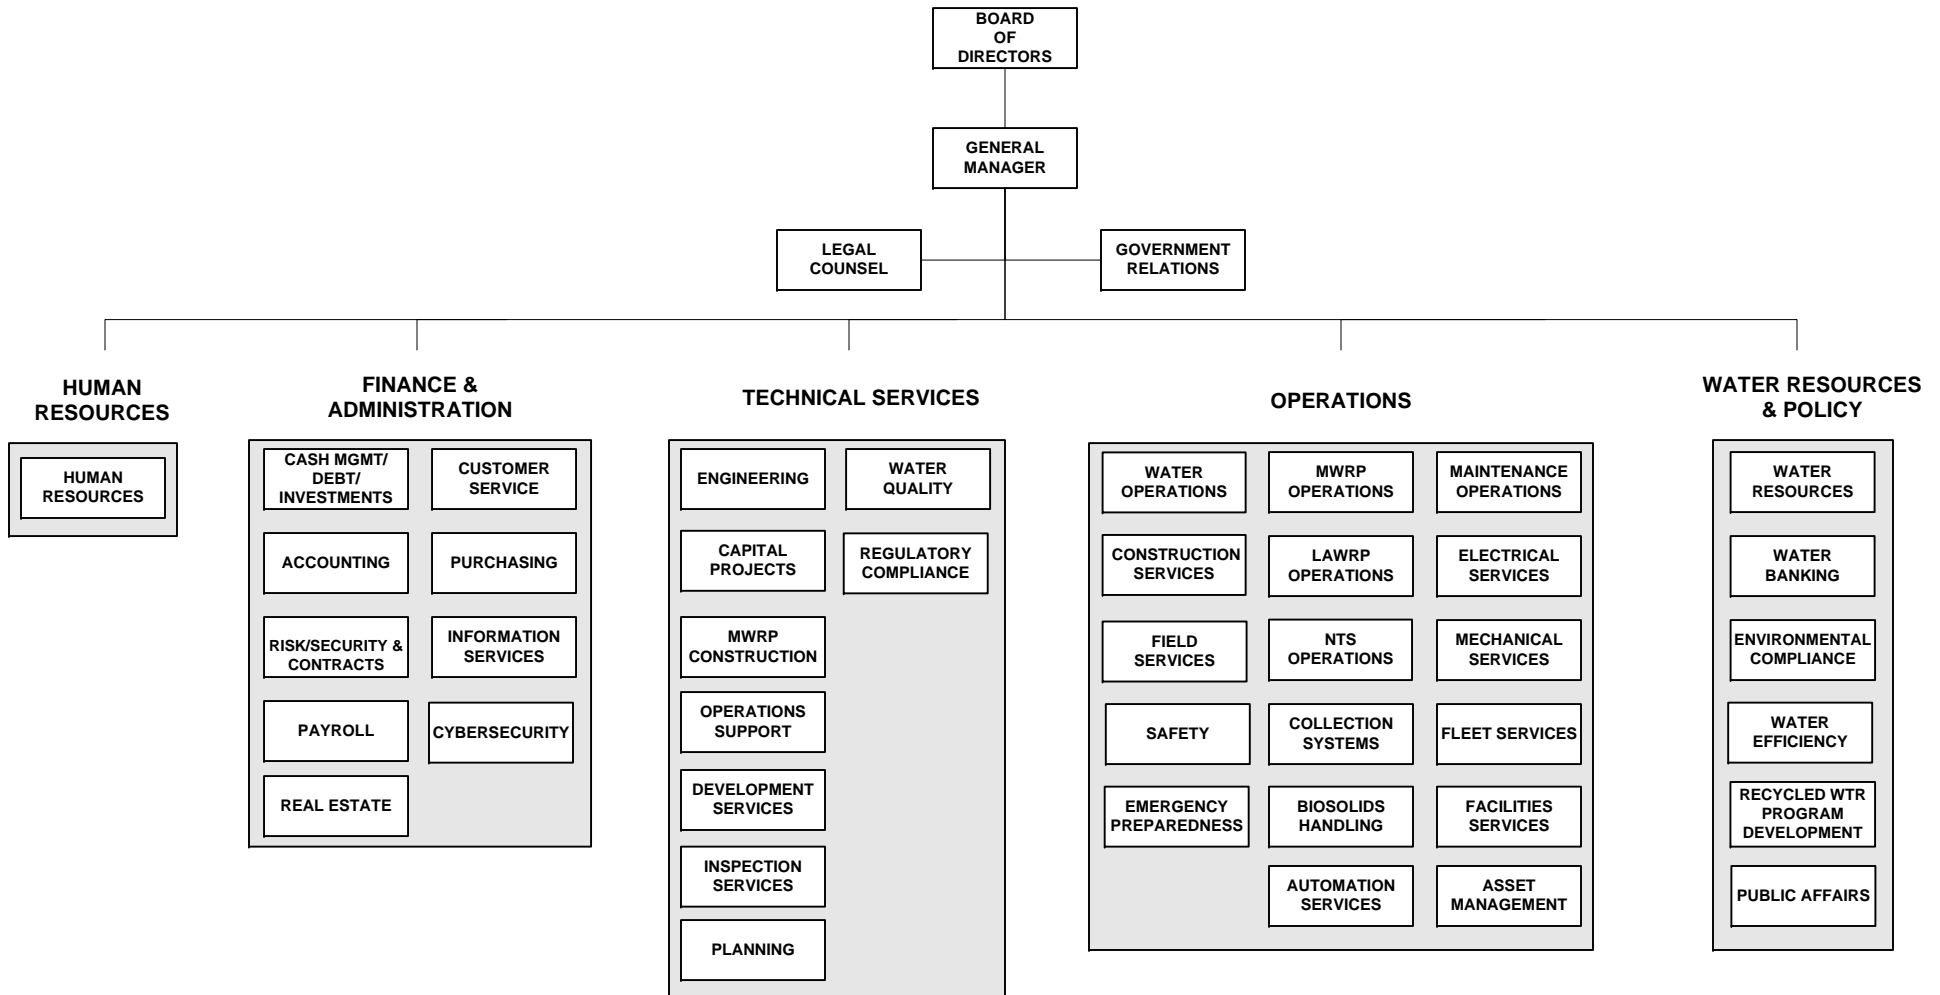 BOARD
OF
DIRECTORS
GENERAL
MANAGER
LEGAL
COUNSEL
GOVERNMENT
RELATIONS
HUMAN
RESOURCES
HUMAN
RESOURCES
FINANCE &
ADMINISTRATION
CASH MGMT/
DEBT/
INVESTMENTS
CUSTOMER
SERVICE
ACCOUNTING
PURCHASING
RISK/SECURITY &
CONTRACTS
INFORMATION
SERVICES
PAYROLL
CYBERSECURITY
REAL ESTATE
TECHNICAL SERVICES
ENGINEERING
WATER
QUALITY
CAPITAL
PROJECTS
REGULATORY
COMPLIANCE
MWRP
CONSTRUCTION
OPERATIONS
SUPPORT
DEVELOPMENT
SERVICES
INSPECTION
SERVICES
PLANNING
OPERATIONS
WATER
OPERATIONS
MWRP
OPERATIONS
MAINTENANCE
OPERATIONS
CONSTRUCTION
SERVICES
LAWRP
OPERATIONS
ELECTRICAL
SERVICES
FIELD
SERVICES
NTS
OPERATIONS
MECHANICAL
SERVICES
SAFETY
COLLECTION
SYSTEMS
FLEET SERVICES
EMERGENCY
PREPAREDNESS
BIOSOLIDS
HANDLING
FACILITIES
SERVICES
AUTOMATION
SERVICES
ASSET
MANAGEMENT
WATER RESOURCES
& POLICY
WATER
RESOURCES
WATER
BANKING
ENVIRONMENTAL
COMPLIANCE
WATER
EFFICIENCY
RECYCLED WTR
PROGRAM
DEVELOPMENT
PUBLIC AFFAIRS